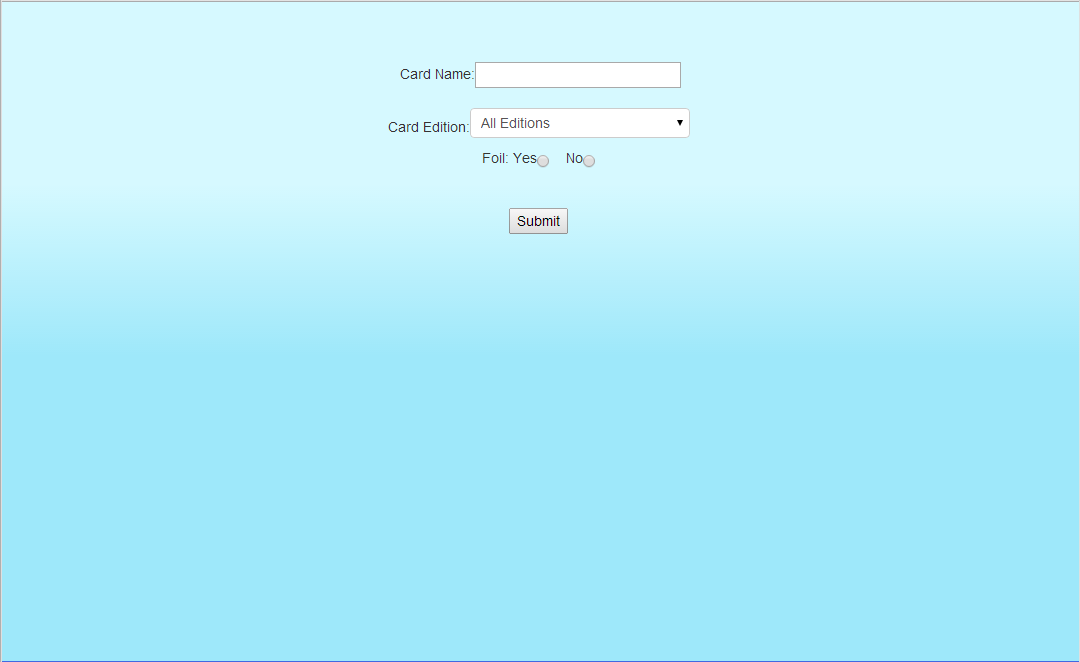 Card Name:
Card Edition: All Editions
Foil: Yes No
Submit